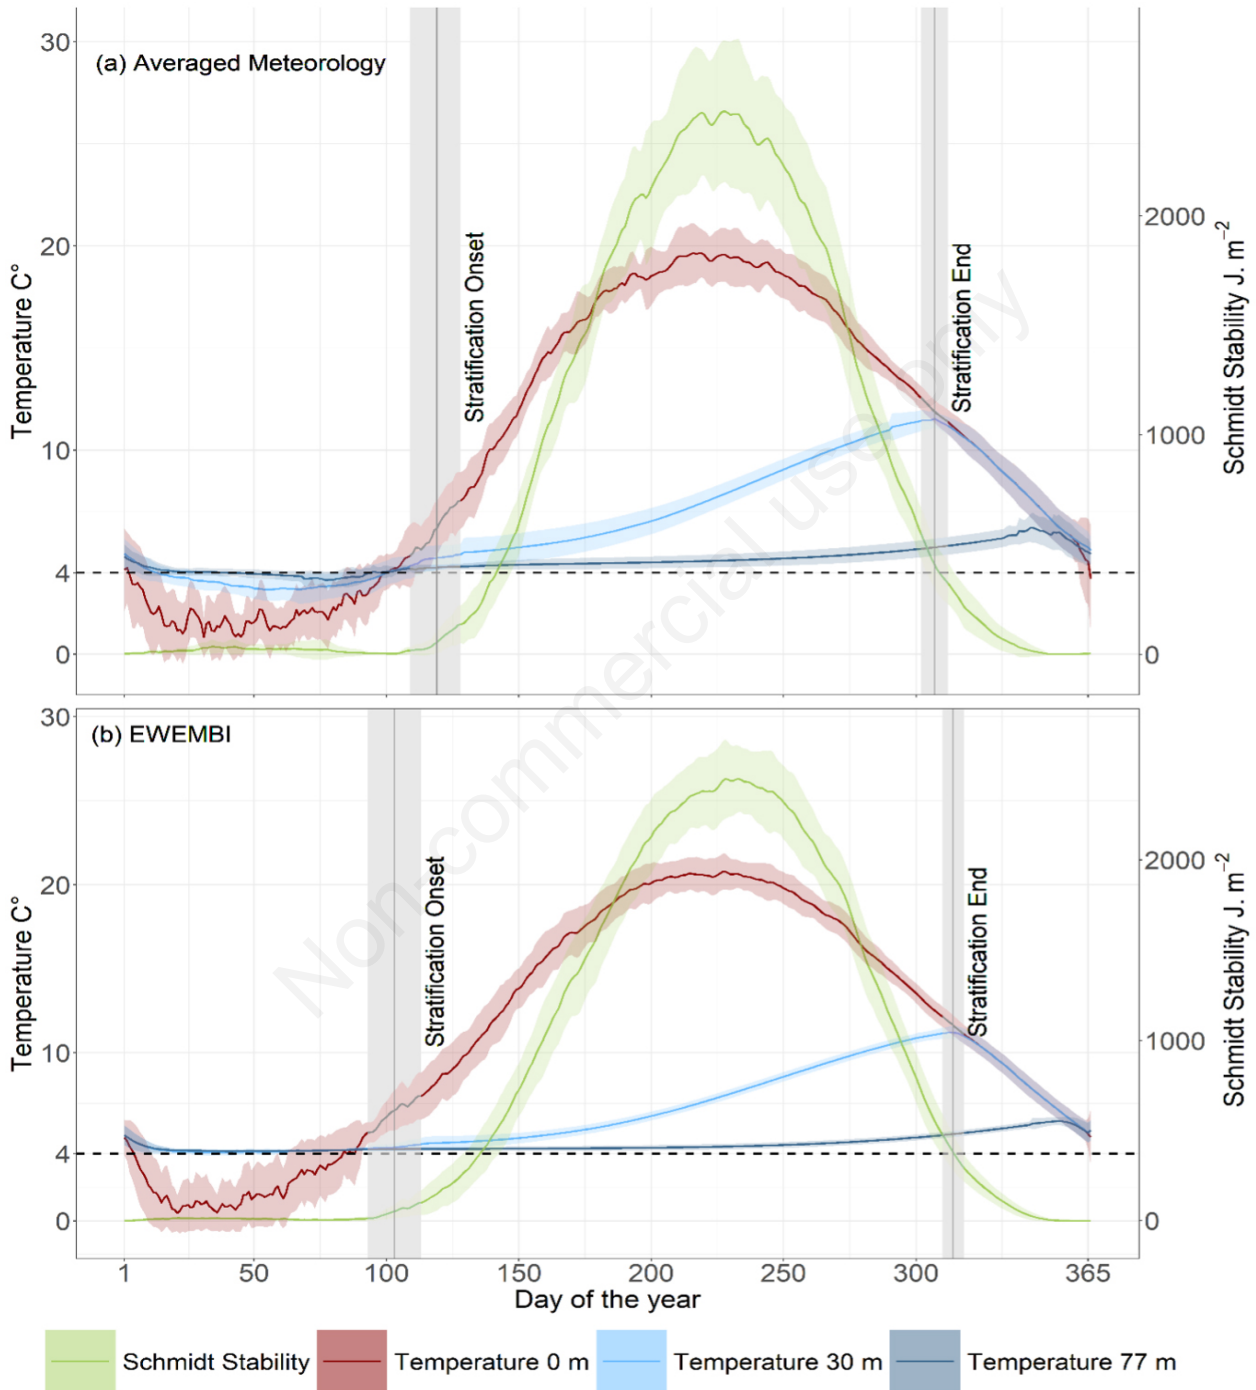 (a) Averaged Meteorology
30
20
10
4
0
Temperature C°
2000
1000
0
Schmidt Stability J. m⁻²
Stratification Onset
Stratification End
(b) EWEMBI
30
20
10
4
0
Temperature C°
2000
1000
0
Schmidt Stability J. m⁻²
Stratification Onset
Stratification End
1 50 100 150 200 250 300 365
Day of the year
Schmidt Stability Temperature 0 m Temperature 30 m Temperature 77 m
Non-commercial use only